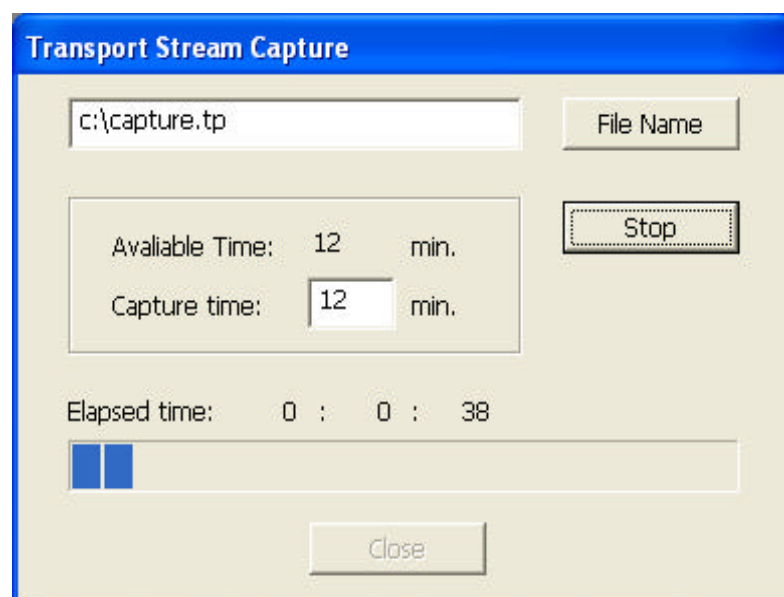 Transport Stream Capture
c:\capture.tp
File Name
Avaliable Time: 12 min.
Stop
Capture time: 12 min.
Elapsed time: 0 : 0 : 38
Close